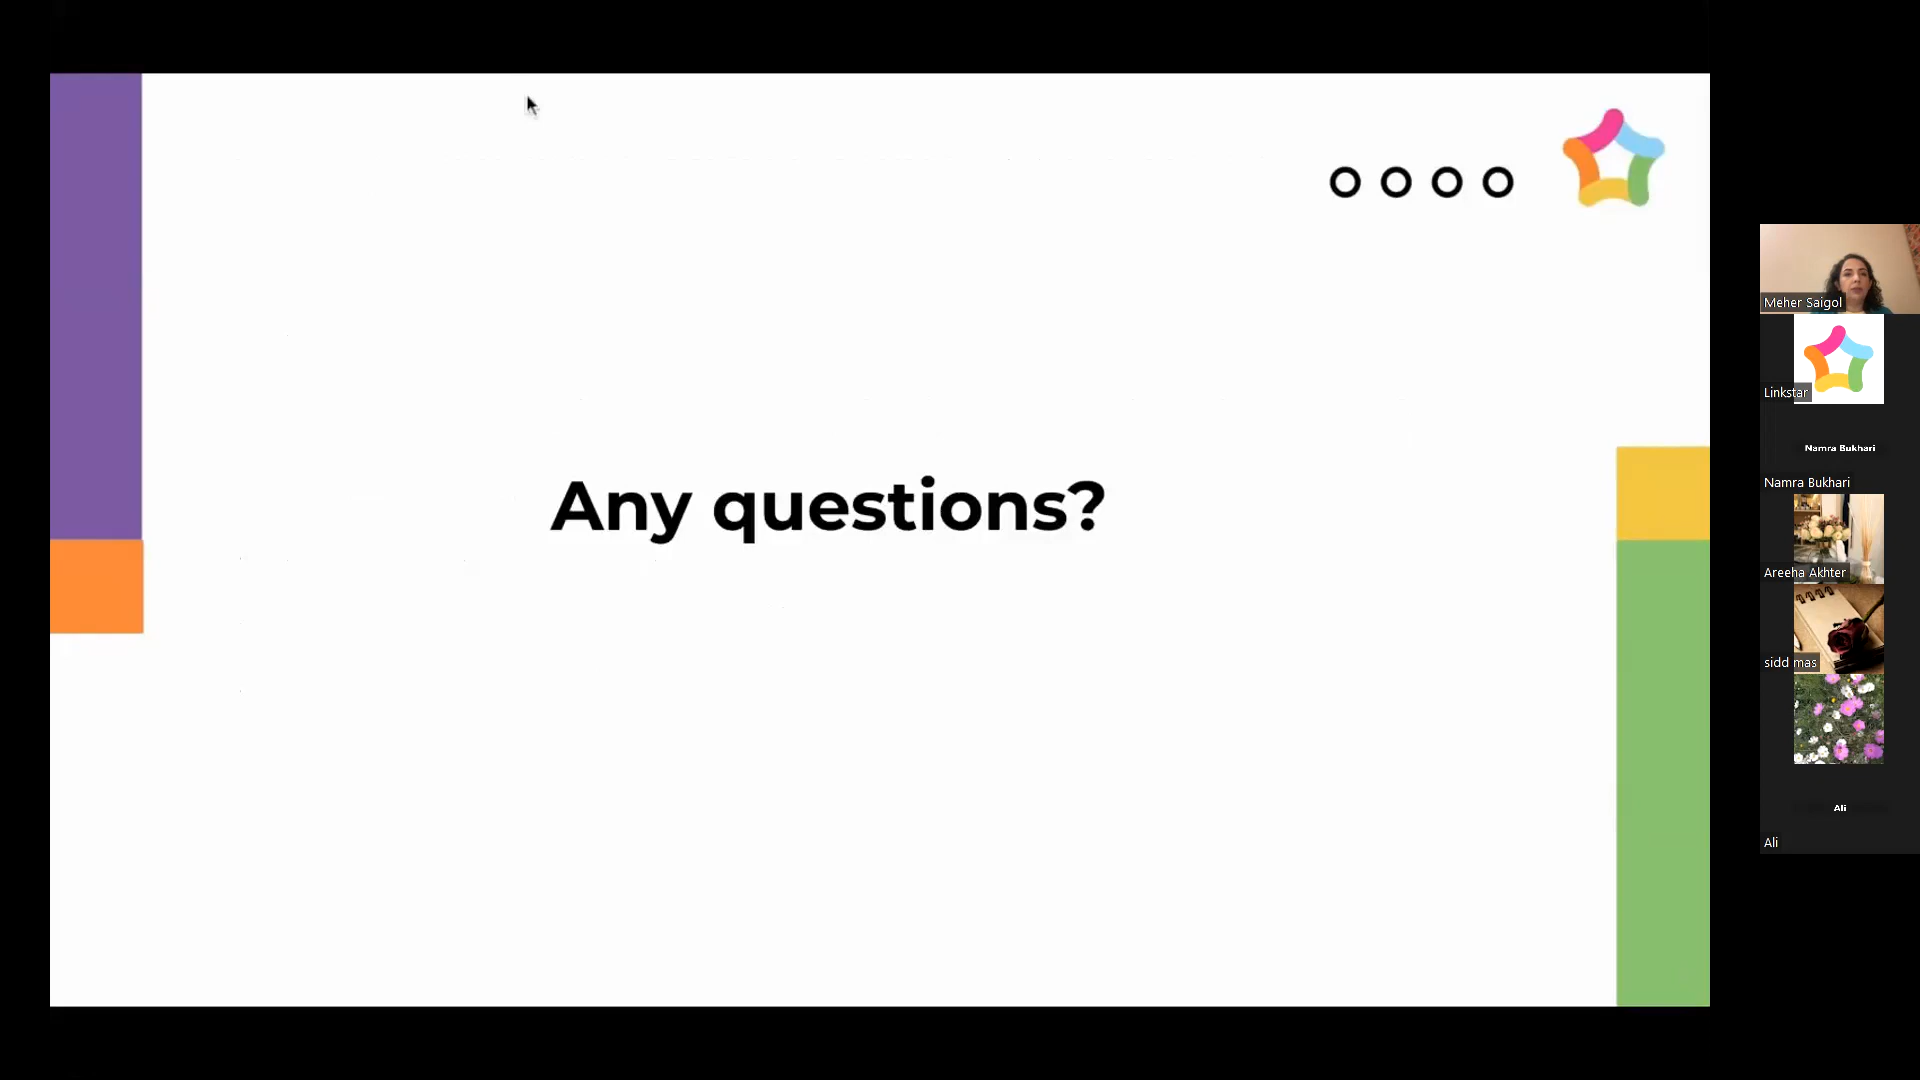 Any questions?
Meher Saigol
Linkstar
Namra Bukhari
Namra Bukhari
Areeha Akhter
sidd mas
Ali
Ali